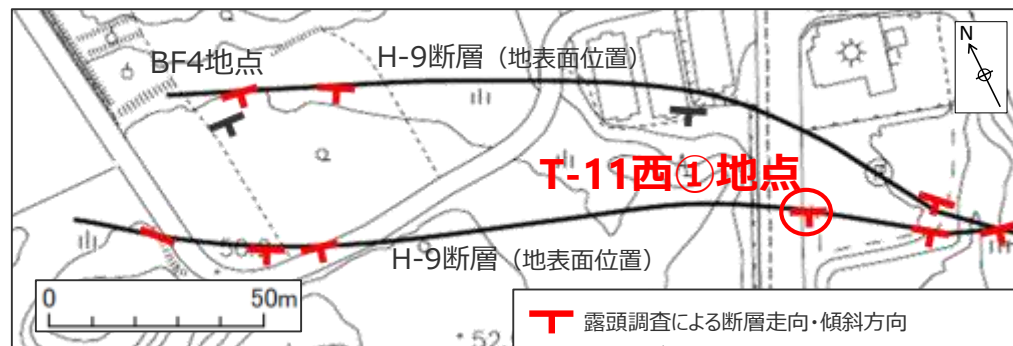 BF4地点
H-9断層（地表面位置）
N
T-11西①地点
H-9断層（地表面位置）
0 50m
露頭調査による断層走向・傾斜方向